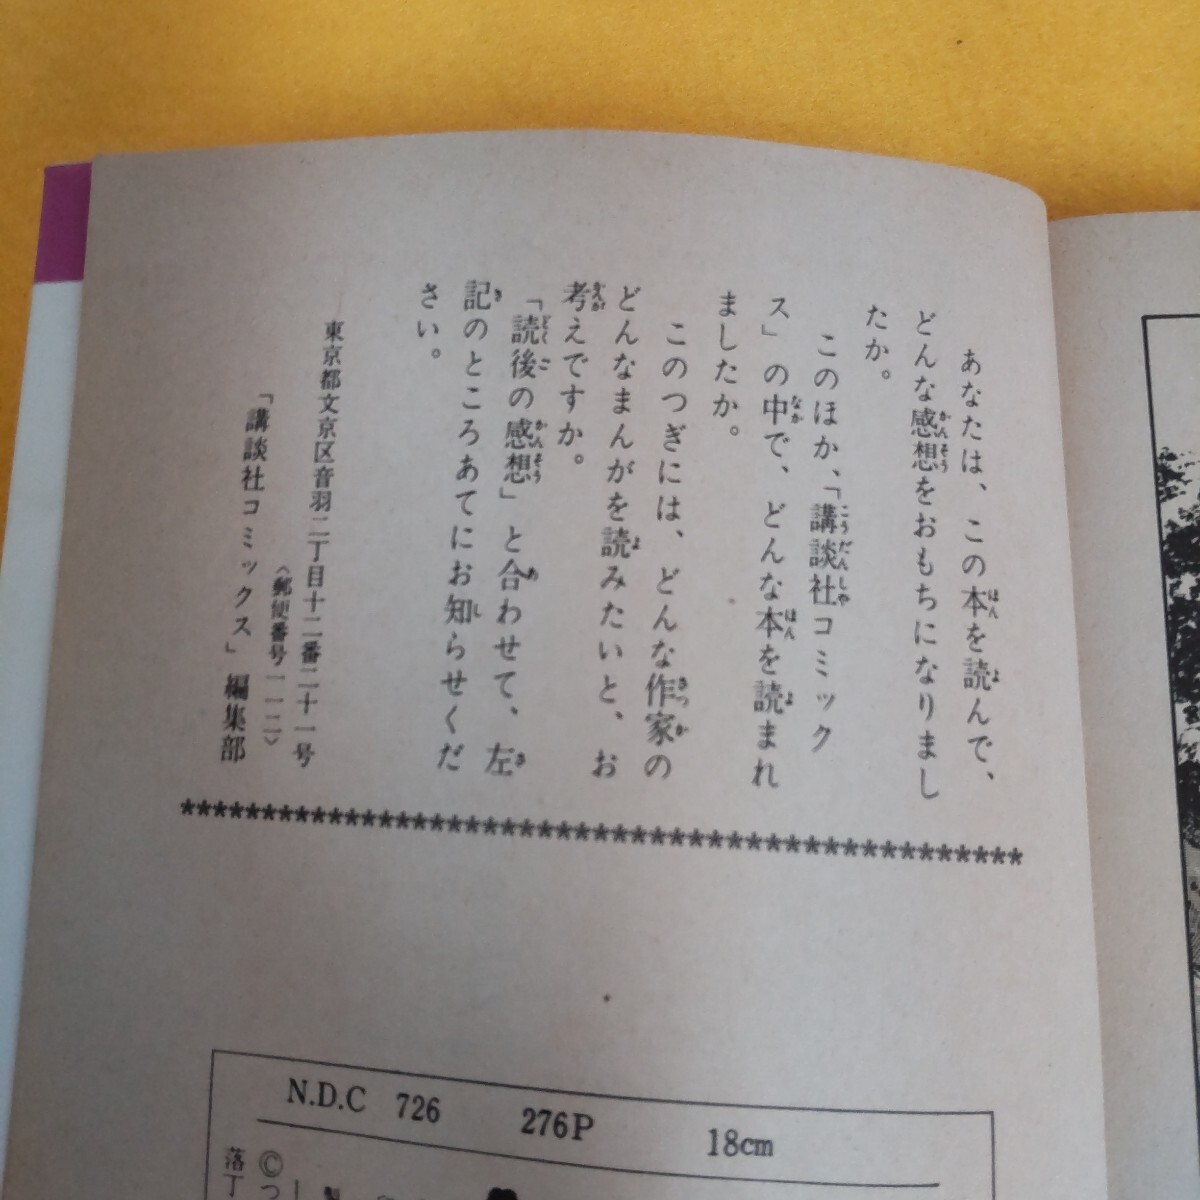 あなたは、この本を読んで、
どんな感想をおもちになりまし
たか。
このほか、「講談社コミック
ス」の中で、どんな本を読まれ
ましたか。
このつぎには、どんな作家の
どんなまんがを読みたいと、お
考えですか。
「読後の感想」と合わせて、左
記のところあてにお知らせくだ
さい。
東京都文京区音羽二丁目十二番二十一号
〈郵便番号一一二〉
「講談社コミックス」編集部
****************************************************
N.D.C 726 276P 18cm
©つ
落丁